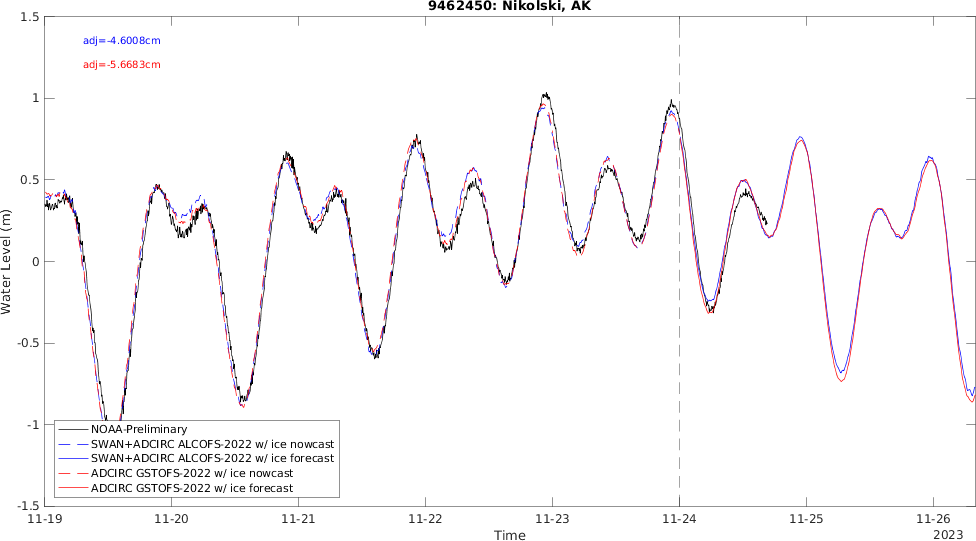 9462450: Nikolski, AK
adj=-4.6008cm
adj=-5.6683cm
1.5
1
0.5
0
-0.5
-1
-1.5
Water Level (m)
NOAA-Preliminary
SWAN+ADCIRC ALCOFS-2022 w/ ice nowcast
SWAN+ADCIRC ALCOFS-2022 w/ ice forecast
ADCIRC GSTOFS-2022 w/ ice nowcast
ADCIRC GSTOFS-2022 w/ ice forecast
11-19 11-20 11-21 11-22 11-23 11-24 11-25 11-26
Time
2023